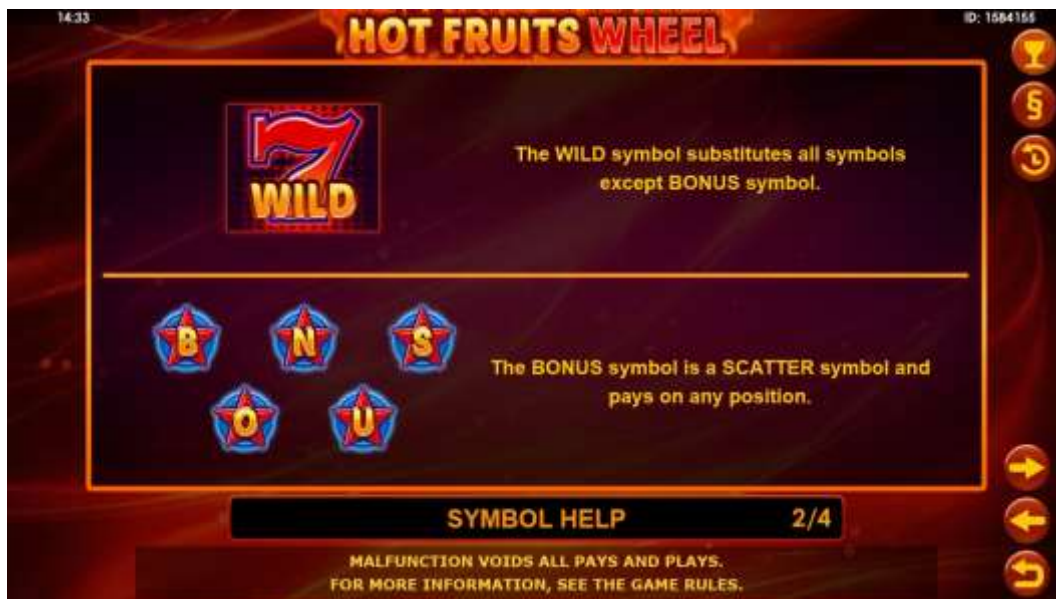 14:33
ID: 1584155
HOT FRUITS WHEEL
§
7
WILD
The WILD symbol substitutes all symbols
except BONUS symbol.
B N S
O U
The BONUS symbol is a SCATTER symbol and
pays on any position.
SYMBOL HELP 2/4
MALFUNCTION VOIDS ALL PAYS AND PLAYS.
FOR MORE INFORMATION, SEE THE GAME RULES.